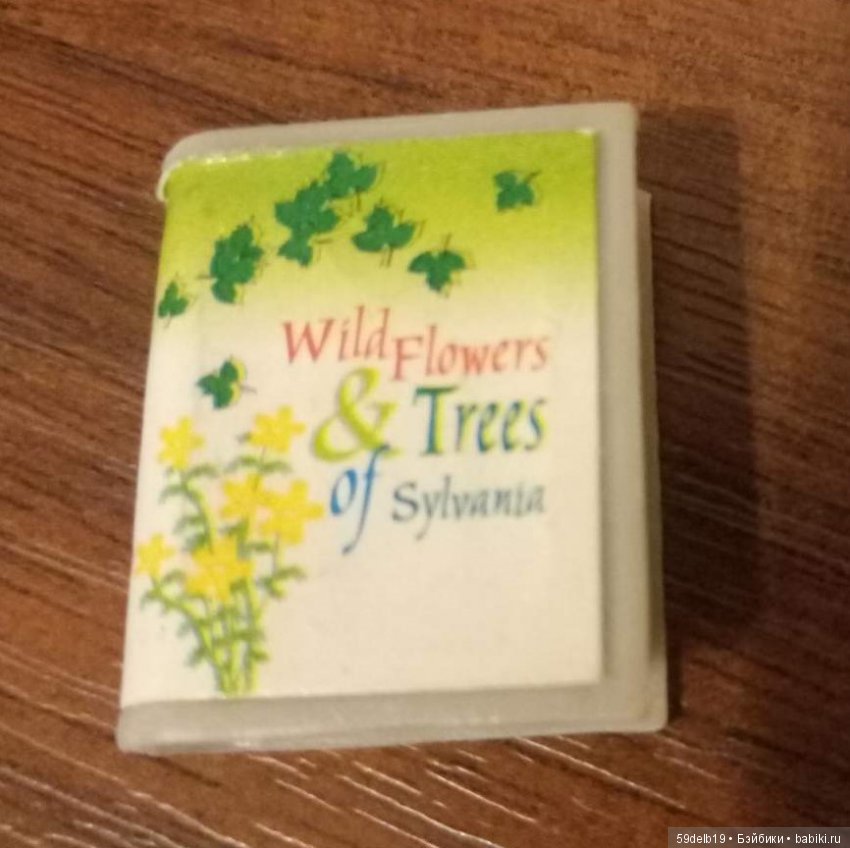 Wild Flowers
& Trees
of Sylvania
59delb19 • Бэйбики • babiki.ru